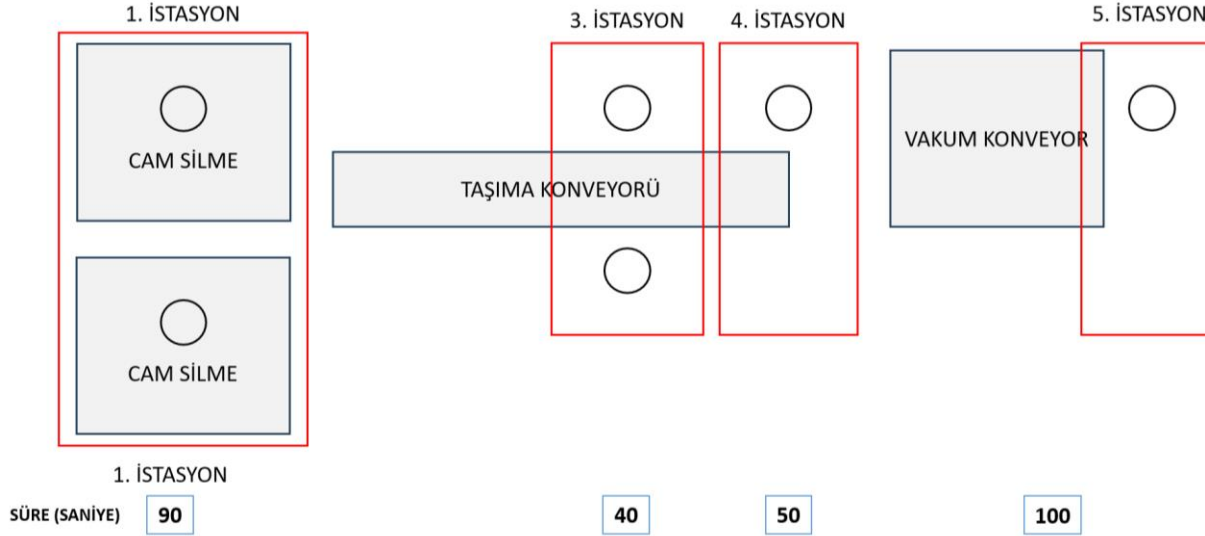 1. İSTASYON
3. İSTASYON
4. İSTASYON
5. İSTASYON
CAM SİLME
TAŞIMA KONVEYORÜ
VAKUM KONVEYOR
CAM SİLME
1. İSTASYON
SÜRE (SANİYE)
90
40
50
100